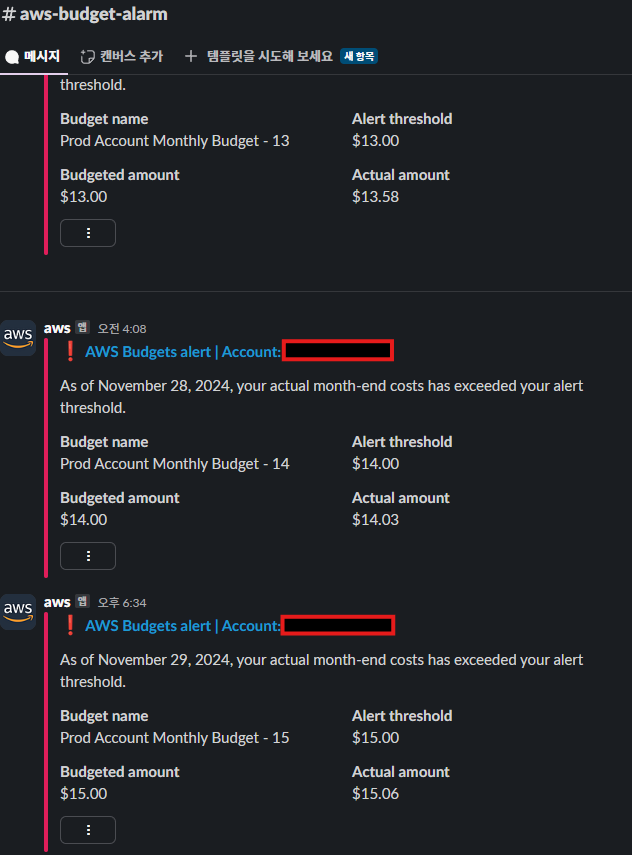 # aws-budget-alarm
메시지 캔버스 추가 + 템플릿을 시도해 보세요 새 항목
threshold.
Budget name Alert threshold
Prod Account Monthly Budget - 13 $13.00
Budgeted amount Actual amount
$13.00 $13.58
aws
aws 앱 오전 4:08
❗ AWS Budgets alert | Account:
As of November 28, 2024, your actual month-end costs has exceeded your alert
threshold.
Budget name Alert threshold
Prod Account Monthly Budget - 14 $14.00
Budgeted amount Actual amount
$14.00 $14.03
aws
aws 앱 오후 6:34
❗ AWS Budgets alert | Account:
As of November 29, 2024, your actual month-end costs has exceeded your alert
threshold.
Budget name Alert threshold
Prod Account Monthly Budget - 15 $15.00
Budgeted amount Actual amount
$15.00 $15.06